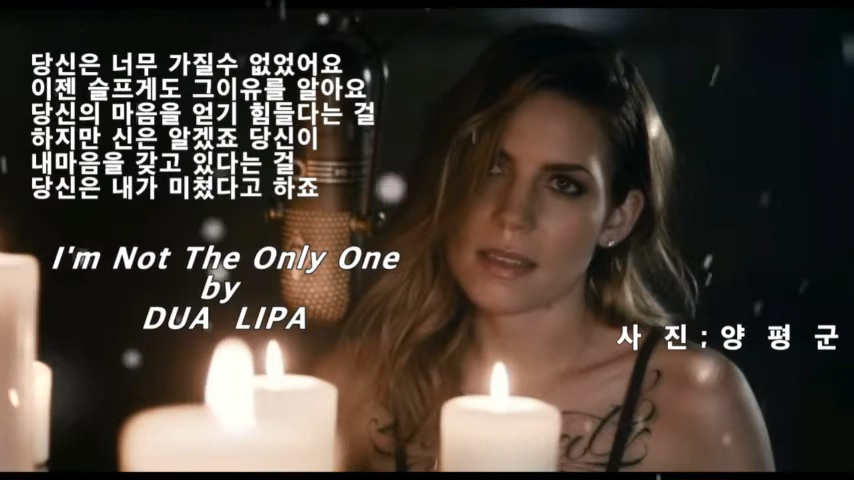 당신은 너무 가질수 없었어요
이젠 슬프게도 그이유를 알아요
당신의 마음을 얻기 힘들다는 걸
하지만 신은 알겠죠 당신이
내마음을 갖고 있다는 걸
당신은 내가 미쳤다고 하죠
I'm Not The Only One
by
DUA LIPA
사 진 ; 양 평 군